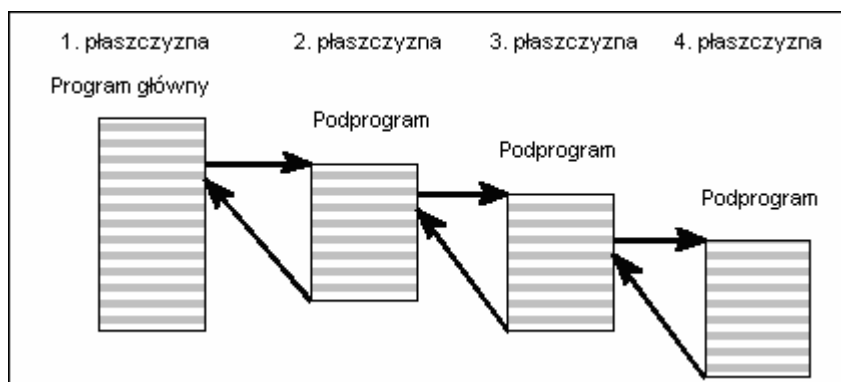 1. płaszczyzna 2. płaszczyzna 3. płaszczyzna 4. płaszczyzna
Program główny
Podprogram
Podprogram
Podprogram